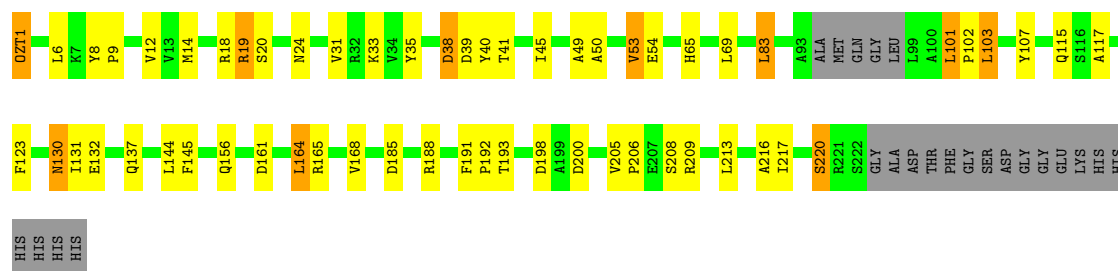 OZT1 L6 K7 Y8 P9 V12 V13 M14 R18 R19 S20 N24 V31 R32 K33 V34 Y35 D38 D39 Y40 T41 I45 A49 A50 V53 E54 H65 L69 L83 A93 ALA MET GLN GLY LEU L99 A100 L101 P102 L103 Y107 Q115 S116 A117
F123 N130 I131 E132 Q137 L144 F145 Q156 D161 L164 R165 V168 D185 R188 F191 P192 T193 D198 A199 D200 V205 P206 E207 S208 R209 L213 A216 I217 S220 R221 S222 GLY ALA ASP THR PHE GLY SER ASP GLY GLY GLU LYS HIS HIS
HIS HIS HIS HIS